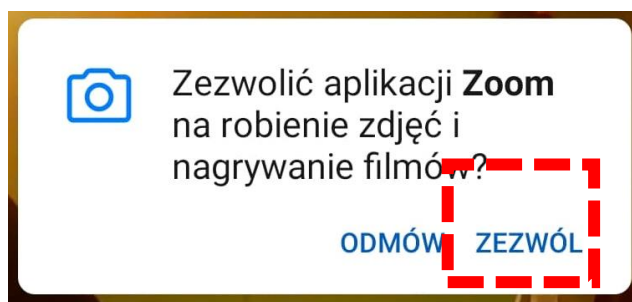 Zezwolić aplikacji Zoom
na robienie zdjęć i
nagrywanie filmów?
ODMÓW ZEZWÓL